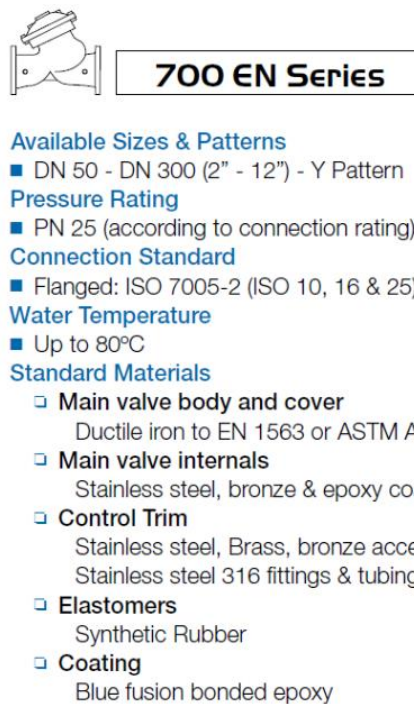 700 EN Series
Available Sizes & Patterns
■ DN 50 - DN 300 (2” - 12”) - Y Pattern
Pressure Rating
■ PN 25 (according to connection rating)
Connection Standard
■ Flanged: ISO 7005-2 (ISO 10, 16 & 25)
Water Temperature
■ Up to 80ºC
Standard Materials
❑ Main valve body and cover
Ductile iron to EN 1563 or ASTM A
❑ Main valve internals
Stainless steel, bronze & epoxy co
❑ Control Trim
Stainless steel, Brass, bronze acce
Stainless steel 316 fittings & tubing
❑ Elastomers
Synthetic Rubber
❑ Coating
Blue fusion bonded epoxy